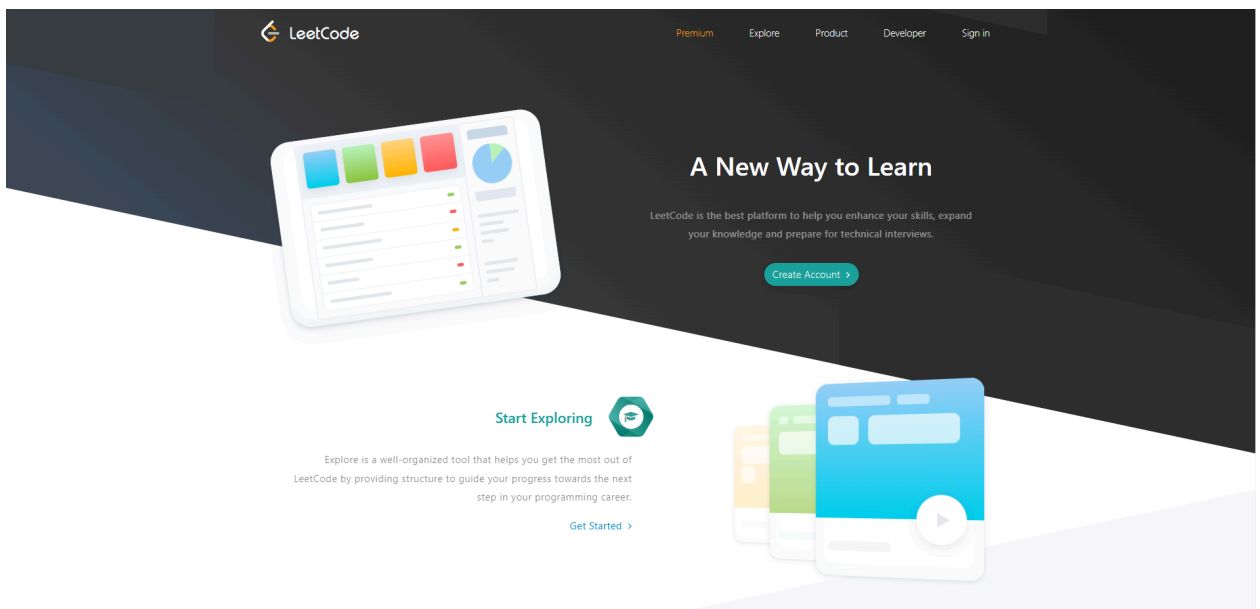 LeetCode
Premium
Explore
Product
Developer
Sign in
A New Way to Learn
LeetCode is the best platform to help you enhance your skills, expand
your knowledge and prepare for technical interviews.
Create Account >
Start Exploring
Explore is a well-organized tool that helps you get the most out of
LeetCode by providing structure to guide your progress towards the next
step in your programming career.
Get Started >